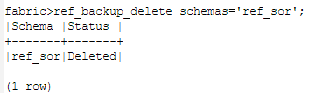 fabric>ref_backup_delete schemas='ref_sor';
|Schema |Status |
+-------+-------+
|ref_sor|Deleted|
(1 row)